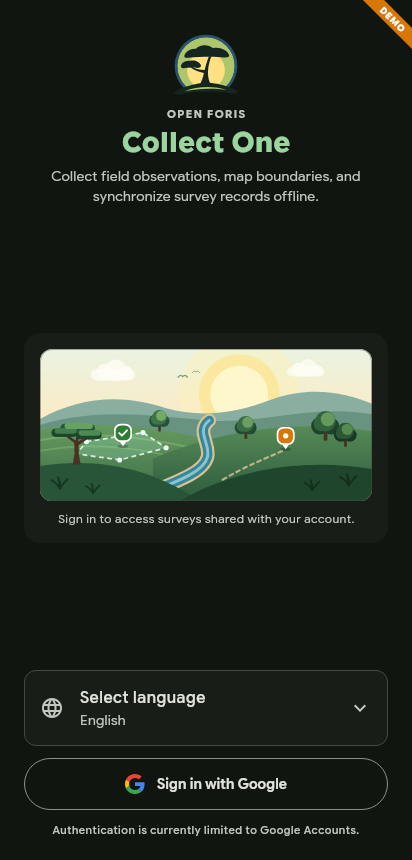 DEMO
OPEN FORIS
Collect One
Collect field observations, map boundaries, and
synchronize survey records offline.
Sign in to access surveys shared with your account.
Select language
English
Sign in with Google
Authentication is currently limited to Google Accounts.